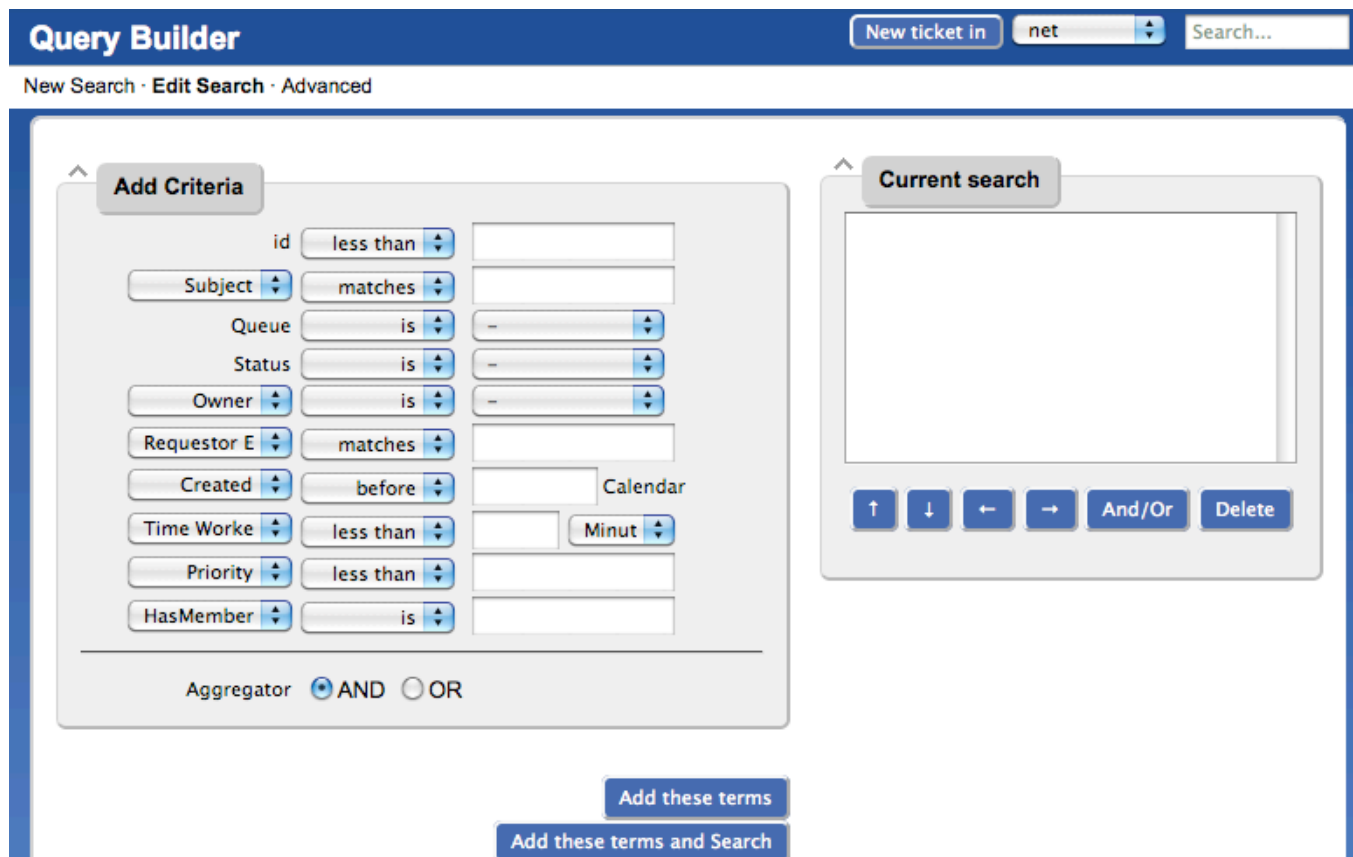 Query Builder
New ticket in net Search...
New Search · Edit Search · Advanced
Add Criteria
id less than
Subject matches
Queue is -
Status is -
Owner is -
Requestor E matches
Created before Calendar
Time Worke less than Minut
Priority less than
HasMember is
Aggregator AND OR
Add these terms
Add these terms and Search
Current search
↑ ↓ ← → And/Or Delete